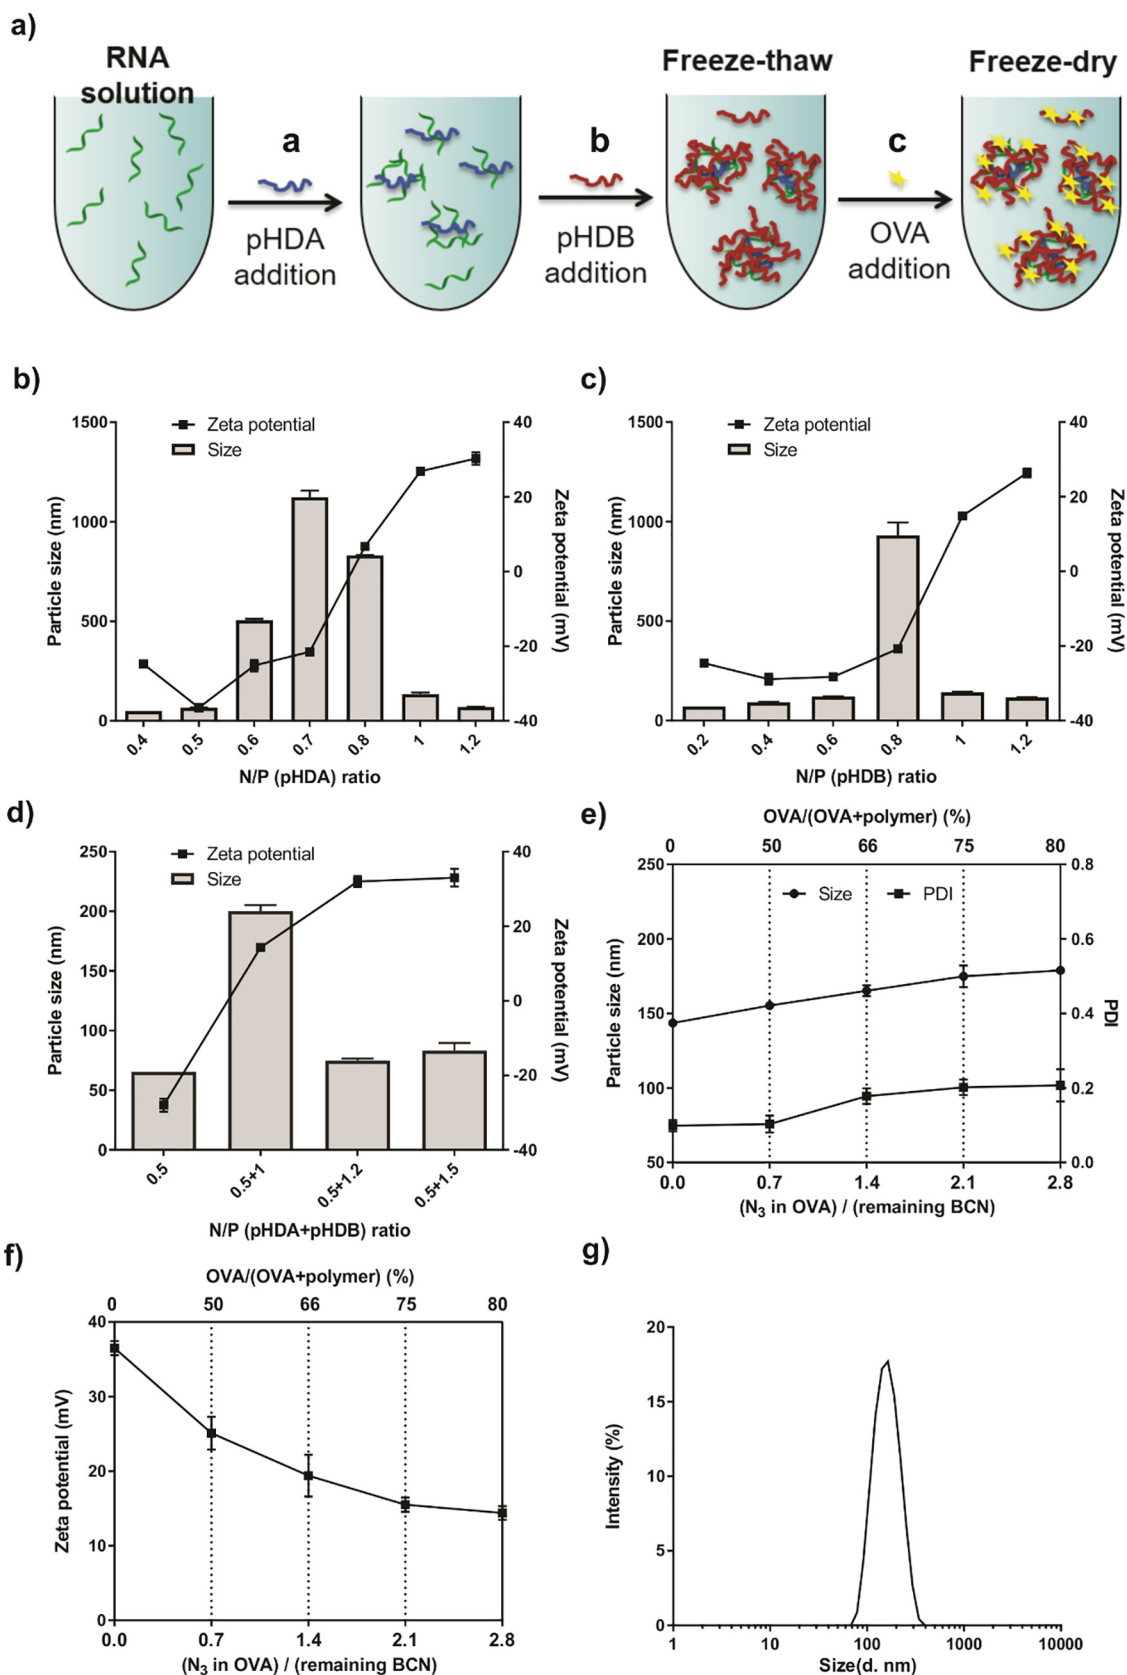 a)
RNA
solution
Freeze-thaw
Freeze-dry
a
b
c
pHDA
addition
pHDB
addition
OVA
addition
b)
Zeta potential
Size
1500
1000
500
0
40
20
0
-20
-40
Particle size (nm)
Zeta potential (mV)
0.4 0.5 0.6 0.7 0.8 1 1.2
N/P (pHDA) ratio
c)
Zeta potential
Size
1500
1000
500
0
40
20
0
-20
-40
Particle size (nm)
Zeta potential (mV)
0.2 0.4 0.6 0.8 1 1.2
N/P (pHDB) ratio
d)
Zeta potential
Size
250
200
150
100
50
0
40
20
0
-20
-40
Particle size (nm)
Zeta potential (mV)
0.5 0.5+1 0.5+1.2 0.5+1.5
N/P (pHDA+pHDB) ratio
e)
OVA/(OVA+polymer) (%)
0 50 66 75 80
Size PDI
250
200
150
100
50
0.8
0.6
0.4
0.2
0.0
Particle size (nm)
PDI
0.0 0.7 1.4 2.1 2.8
(N3 in OVA) / (remaining BCN)
f)
OVA/(OVA+polymer) (%)
0 50 66 75 80
40
30
20
10
0
Zeta potential (mV)
0.0 0.7 1.4 2.1 2.8
(N3 in OVA) / (remaining BCN)
g)
20
15
10
5
0
Intensity (%)
1 10 100 1000 10000
Size(d. nm)